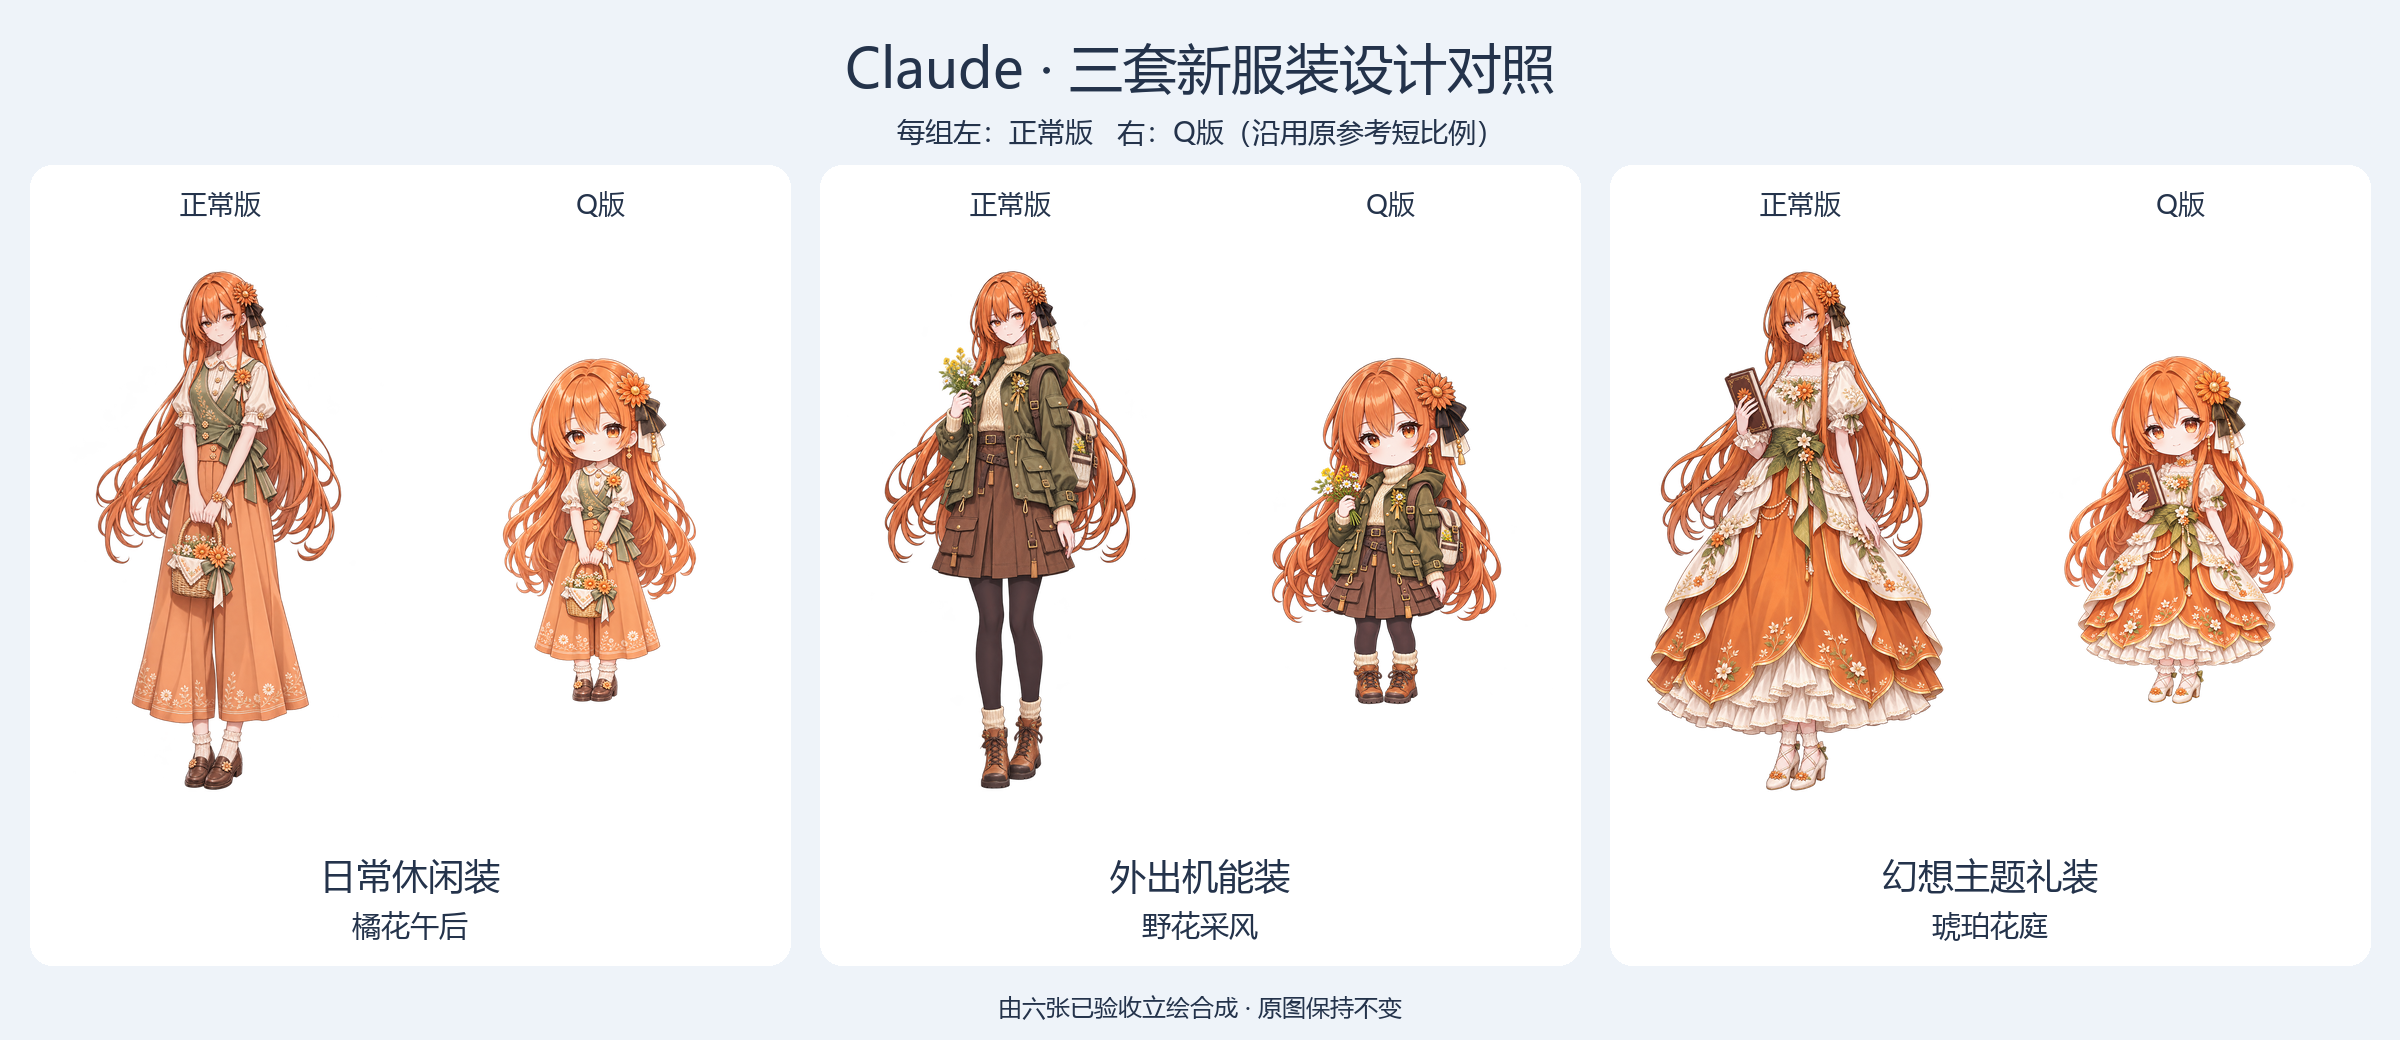 Claude · 三套新服装设计对照
每组左：正常版 右：Q版（沿用原参考短比例）
正常版
Q版
日常休闲装
橘花午后
正常版
Q版
外出机能装
野花采风
正常版
Q版
幻想主题礼装
琥珀花庭
由六张已验收立绘合成 · 原图保持不变